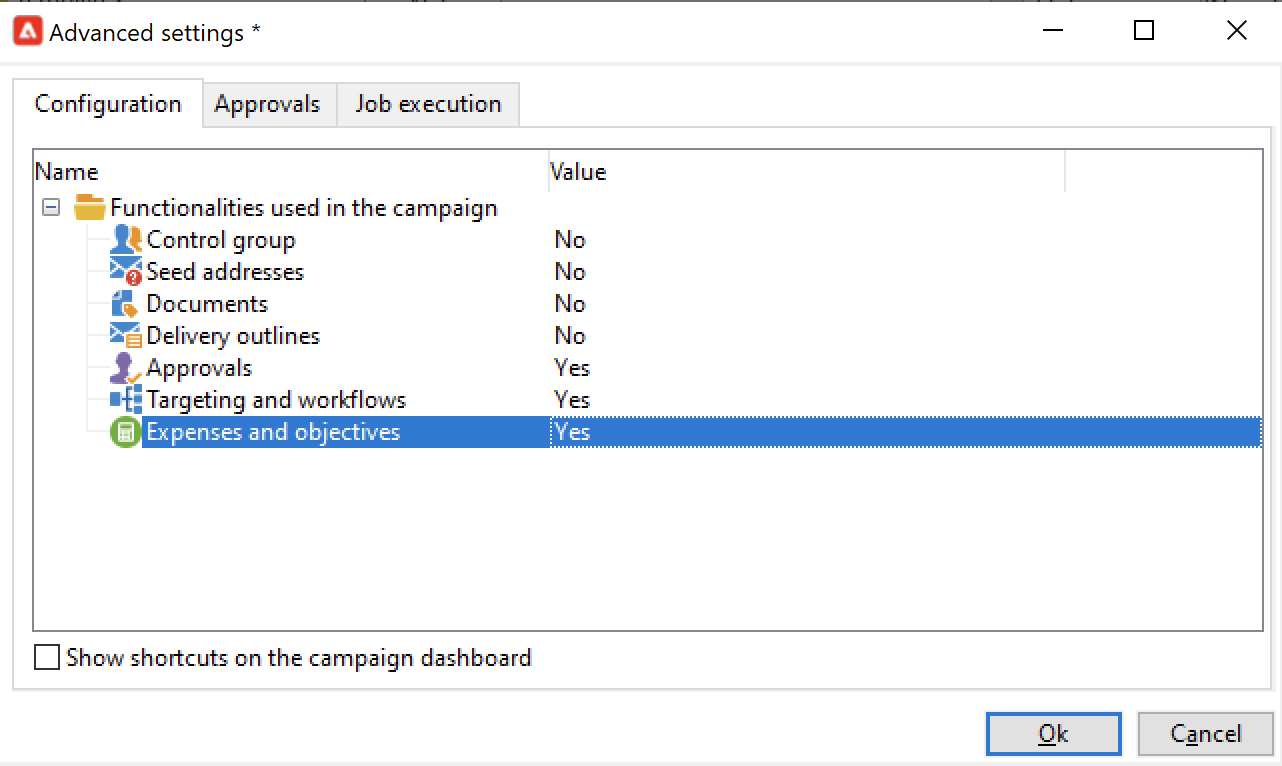 Advanced settings *
Configuration Approvals Job execution
Name Value
Functionalities used in the campaign
Control group No
Seed addresses No
Documents No
Delivery outlines No
Approvals Yes
Targeting and workflows Yes
Expenses and objectives Yes
Show shortcuts on the campaign dashboard
Ok Cancel